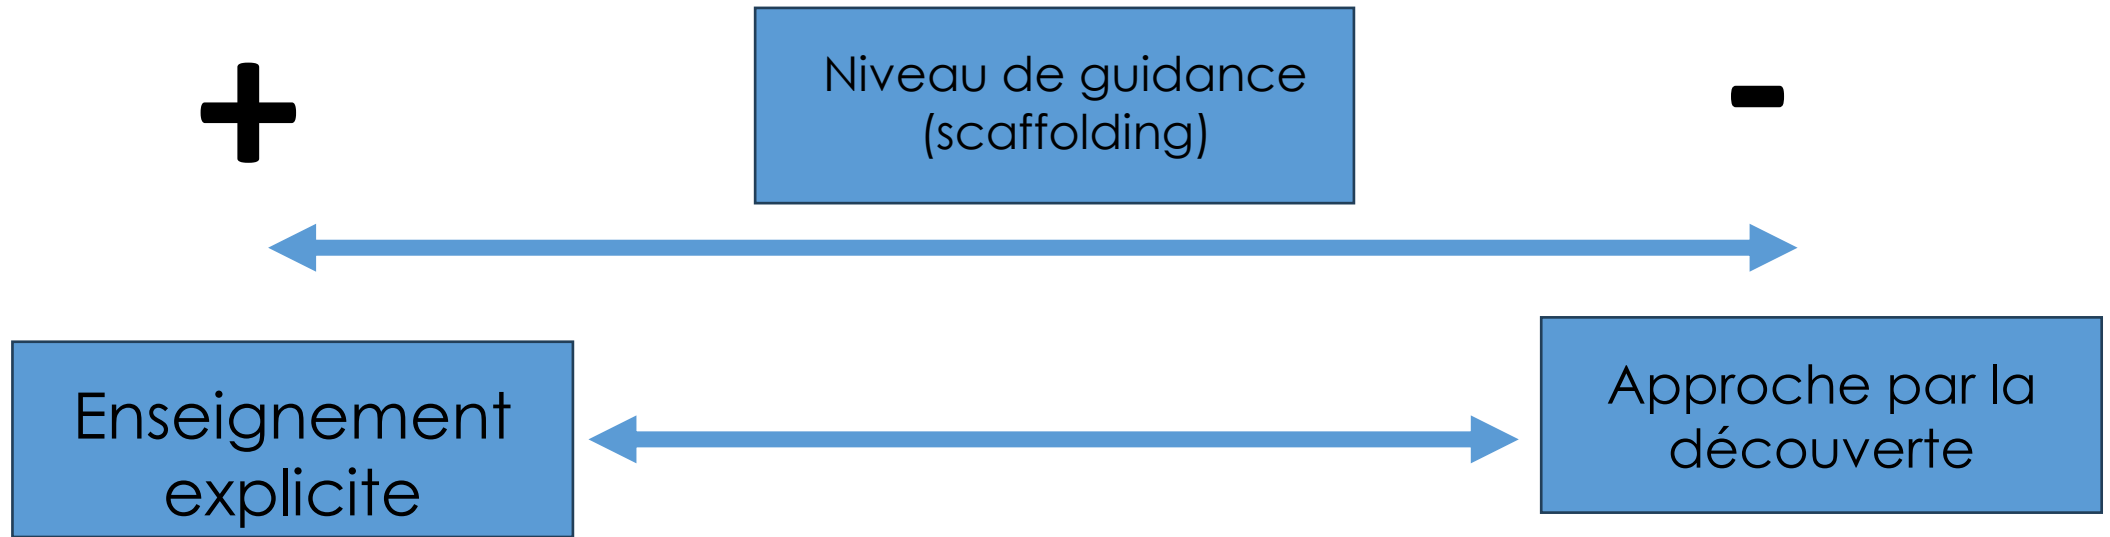 +
Niveau de guidance
(scaffolding)
-
Enseignement
explicite
Approche par la
découverte